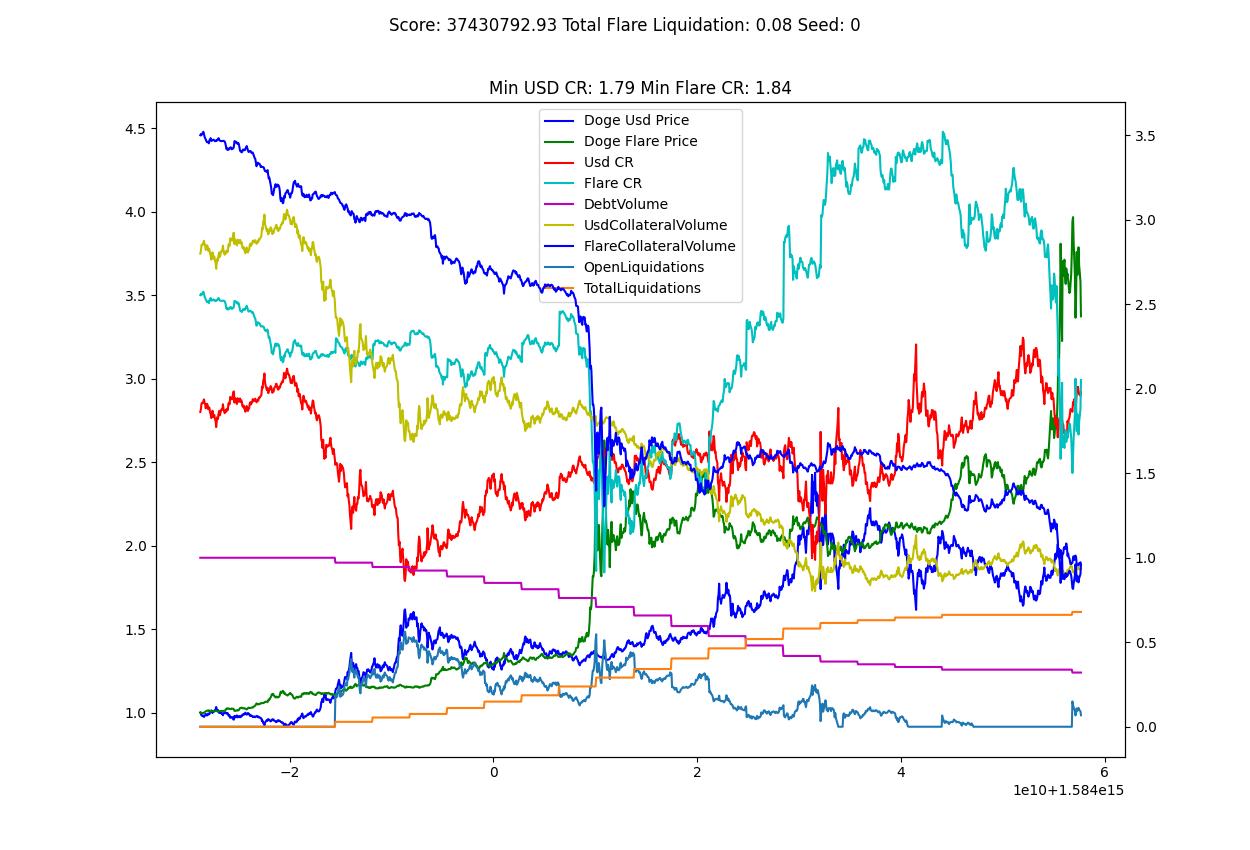 Score: 37430792.93 Total Flare Liquidation: 0.08 Seed: 0
Min USD CR: 1.79 Min Flare CR: 1.84
Doge Usd Price
Doge Flare Price
Usd CR
Flare CR
DebtVolume
UsdCollateralVolume
FlareCollateralVolume
OpenLiquidations
TotalLiquidations
4.5
4.0
3.5
3.0
2.5
2.0
1.5
1.0
3.5
3.0
2.5
2.0
1.5
1.0
0.5
0.0
−2
0
2
4
6
1e10+1.584e15